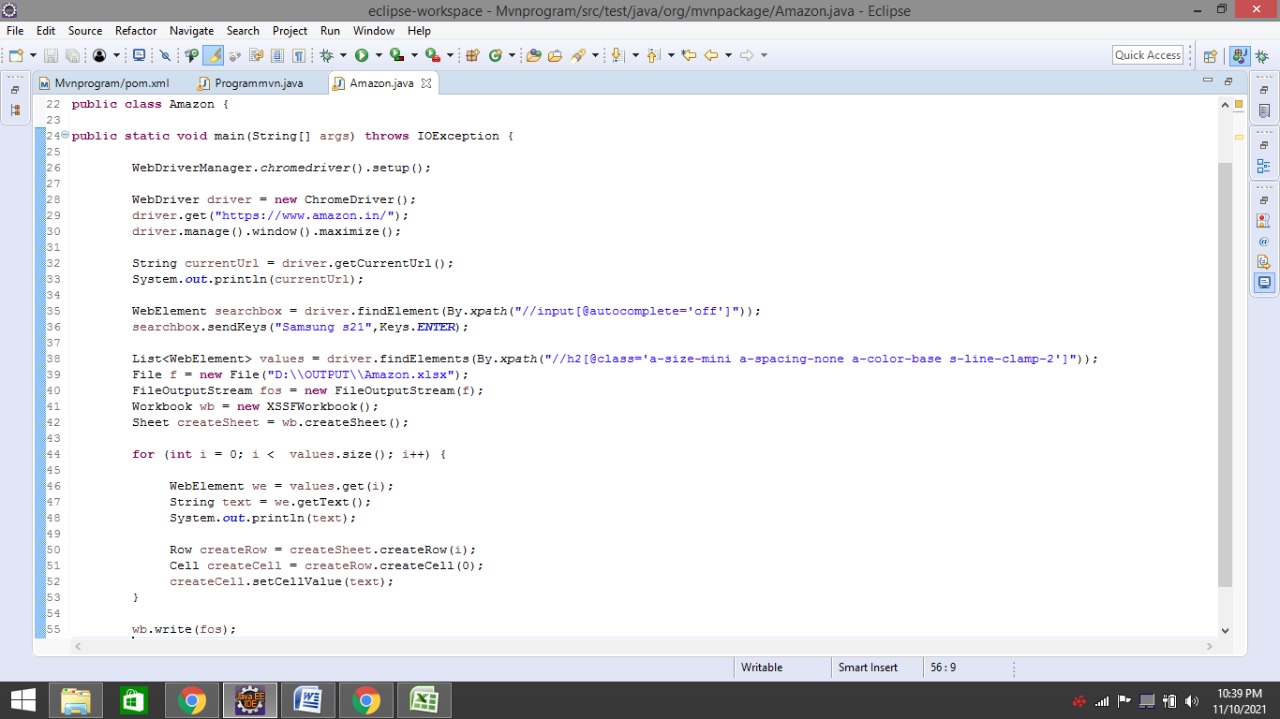 eclipse-workspace - Mvnprogram/src/test/java/org/mvnpackage/Amazon.java - Eclipse
File Edit Source Refactor Navigate Search Project Run Window Help
Quick Access
Mvnprogram/pom.xml Programmvn.java Amazon.java
22 public class Amazon {
23
24 public static void main(String[] args) throws IOException {
25
26 WebDriverManager.chromedriver().setup();
27
28 WebDriver driver = new ChromeDriver();
29 driver.get("https://www.amazon.in/");
30 driver.manage().window().maximize();
31
32 String currentUrl = driver.getCurrentUrl();
33 System.out.println(currentUrl);
34
35 WebElement searchbox = driver.findElement(By.xpath("//input[@autocomplete='off']"));
36 searchbox.sendKeys("Samsung s21",Keys.ENTER);
37
38 List<WebElement> values = driver.findElements(By.xpath("//h2[@class='a-size-mini a-spacing-none a-color-base s-line-clamp-2']"));
39 File f = new File("D:\\OUTPUT\\Amazon.xlsx");
40 FileOutputStream fos = new FileOutputStream(f);
41 Workbook wb = new XSSFWorkbook();
42 Sheet createSheet = wb.createSheet();
43
44 for (int i = 0; i <  values.size(); i++) {
45
46 WebElement we = values.get(i);
47 String text = we.getText();
48 System.out.println(text);
49
50 Row createRow = createSheet.createRow(i);
51 Cell createCell = createRow.createCell(0);
52 createCell.setCellValue(text);
53 }
54
55 wb.write(fos);
Writable Smart Insert 56 : 9
Java EE IDE
10:39 PM
11/10/2021